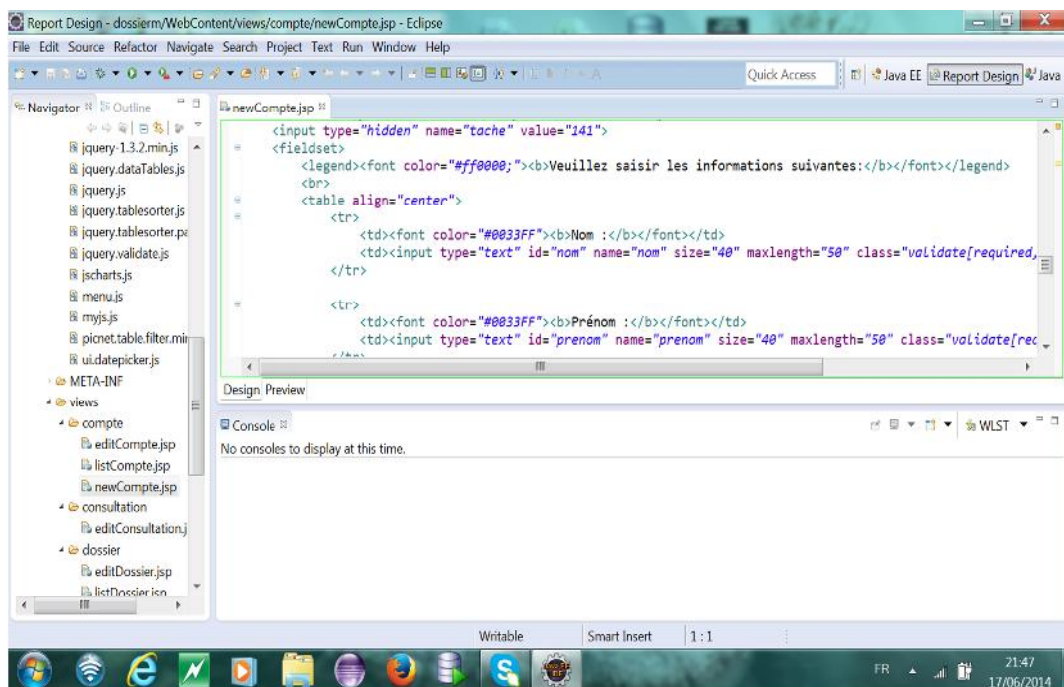 Report Design - dossierm/WebContent/views/compte/newCompte.jsp - Eclipse
File Edit Source Refactor Navigate Search Project Text Run Window Help
Quick Access
Java EE
Report Design
Java
Navigator
Outline
jquery-1.3.2.min.js
jquery.dataTables.js
jquery.js
jquery.tablesorter.js
jquery.tablesorter.pa
jquery.validate.js
jscharts.js
menu.js
myjs.js
picnet.table.filter.min
ui.datepicker.js
META-INF
views
compte
editCompte.jsp
listCompte.jsp
newCompte.jsp
consultation
editConsultation.j
dossier
editDossier.jsp
listDossier.jsp
newCompte.jsp
<input type="hidden" name="tache" value="141">
<fieldset>
<legend><font color="#ff0000;"><b>Veuillez saisir les informations suivantes:</b></font></legend>
<br>
<table align="center">
<tr>
<td><font color="#0033FF"><b>Nom :</b></font></td>
<td><input type="text" id="nom" name="nom" size="40" maxlength="50" class="validate[required,
</tr>
<tr>
<td><font color="#0033FF"><b>Prénom :</b></font></td>
<td><input type="text" id="prenom" name="prenom" size="40" maxlength="50" class="validate[rec
</tr>
Design Preview
Console
WLST
No consoles to display at this time.
Writable
Smart Insert
1 : 1
FR
21:47
17/06/2014